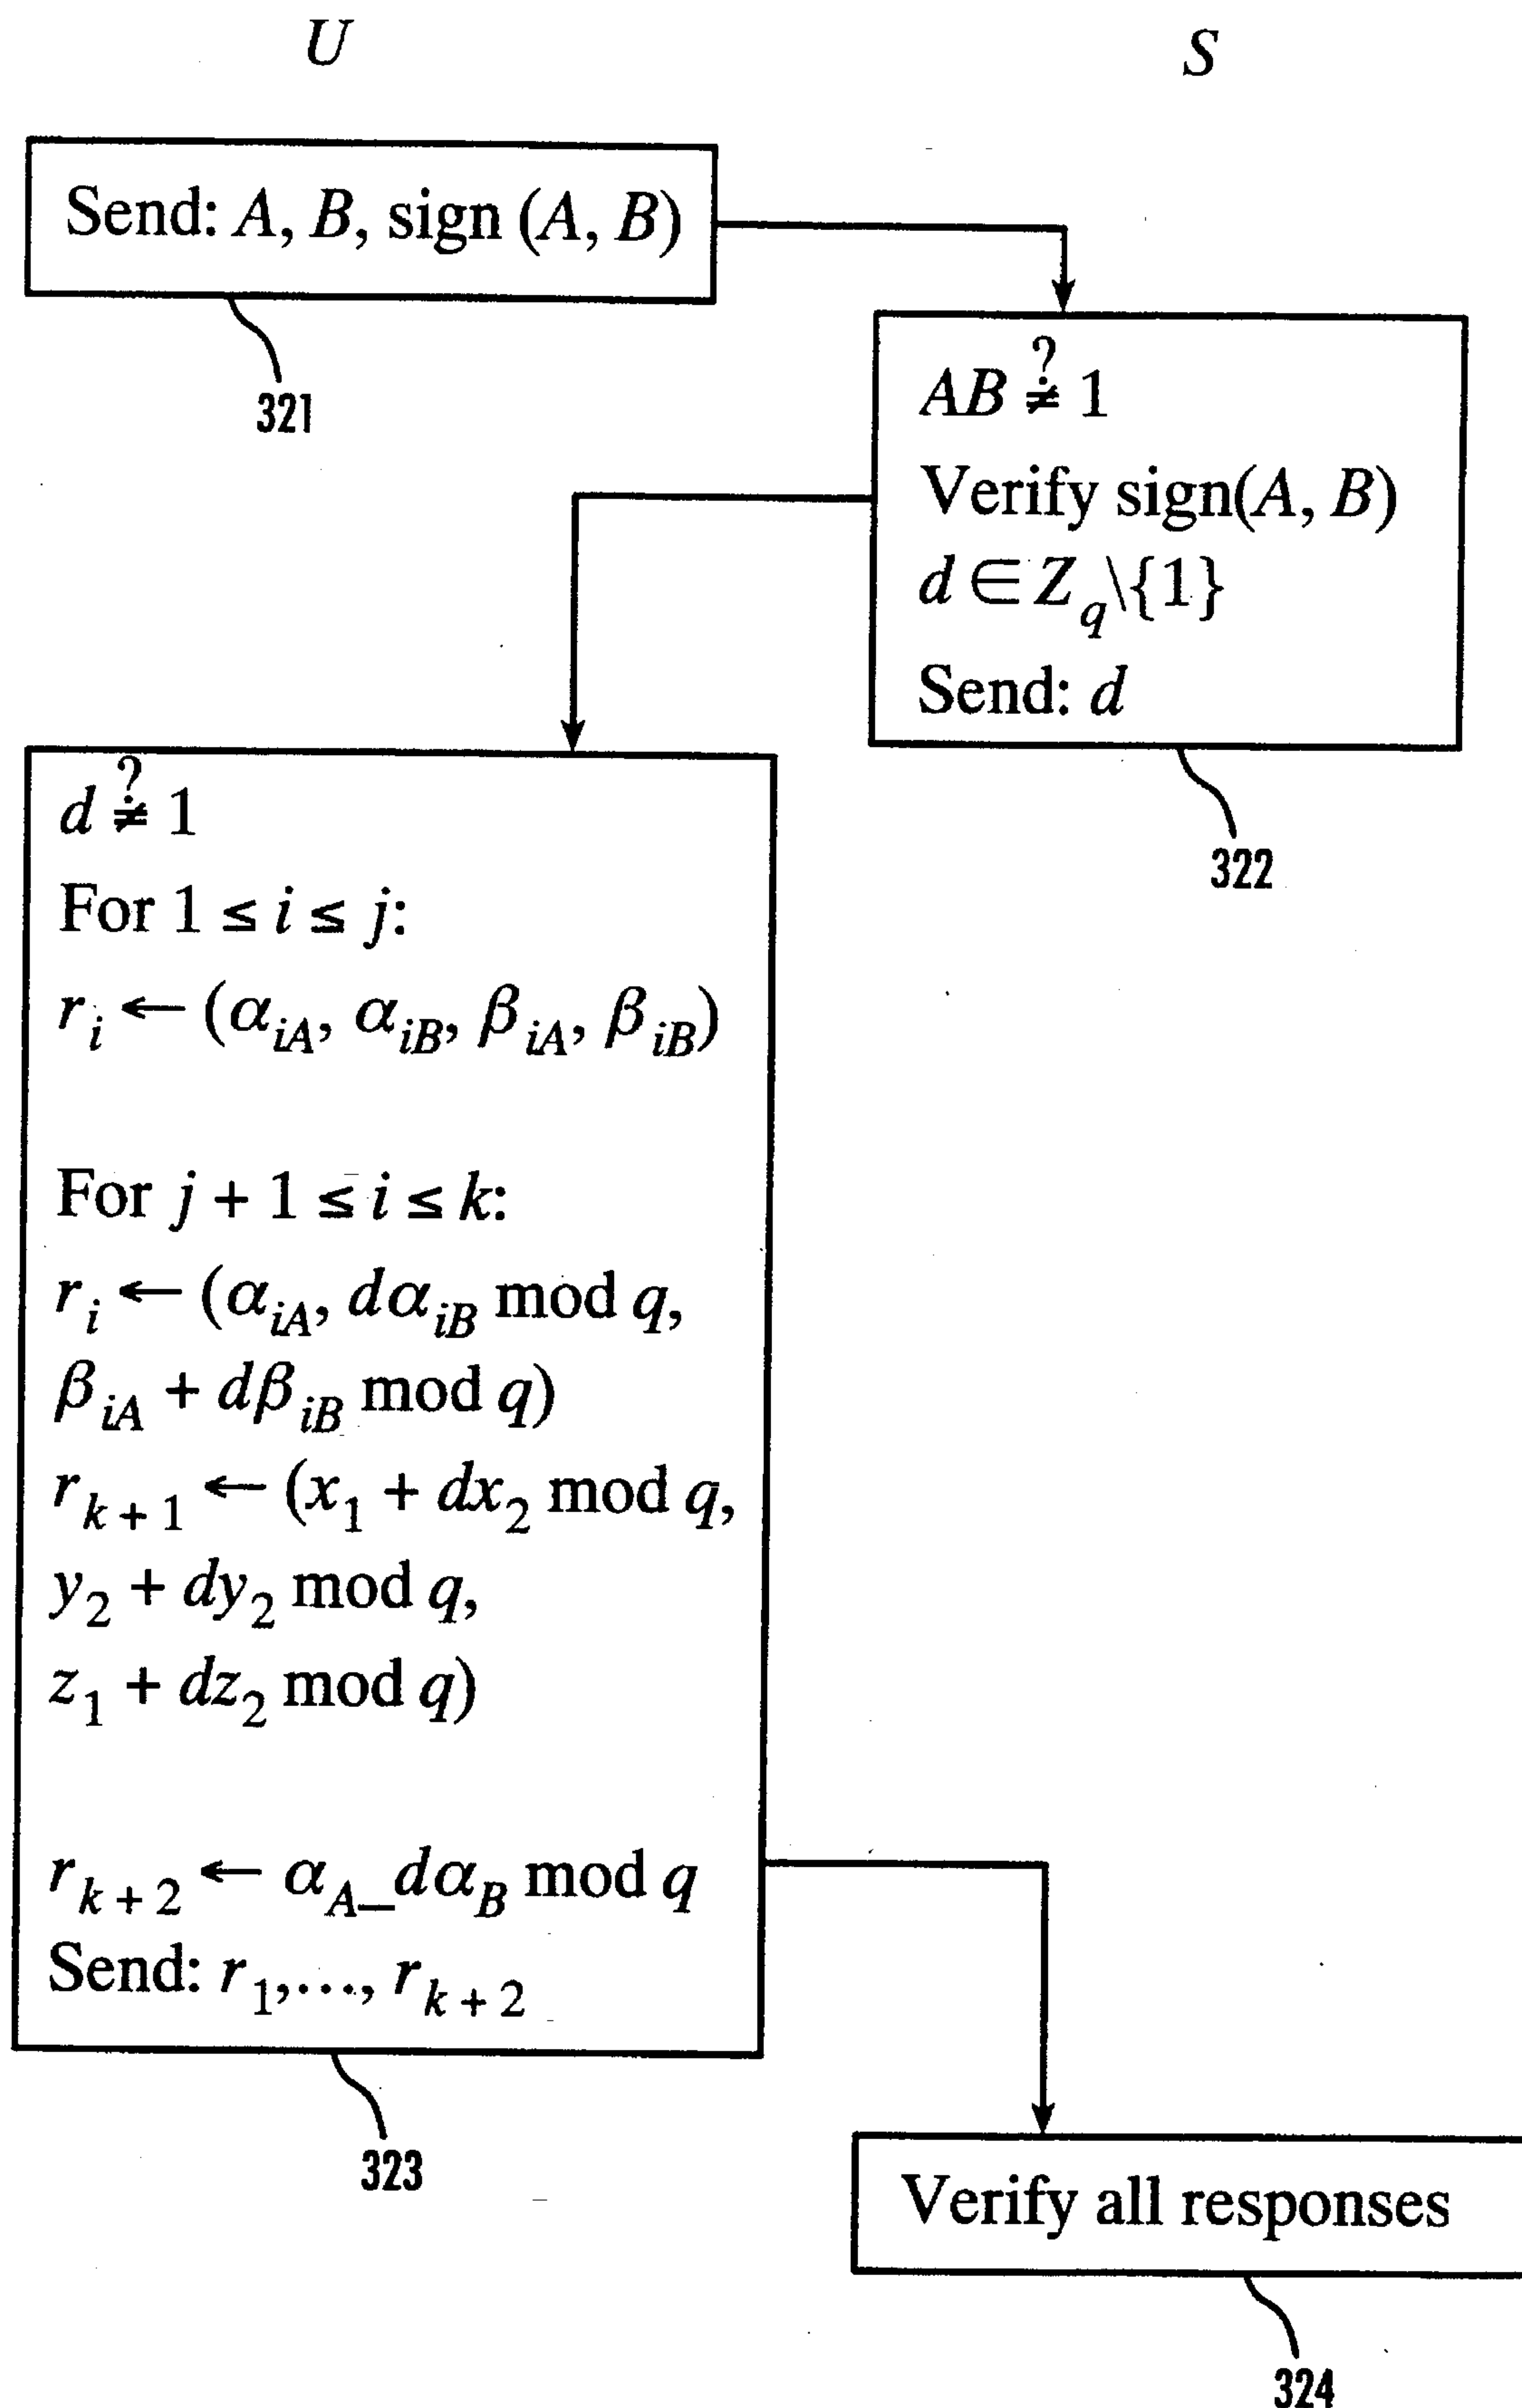 U
S
Send: A, B, sign (A, B)
321
AB ≟̸ 1
Verify sign(A, B)
d ∈ Z_q\{1}
Send: d
322
d ≟̸ 1
For 1 ≤ i ≤ j:
r_i ← (α_iA, α_iB, β_iA, β_iB)
For j + 1 ≤ i ≤ k:
r_i ← (α_iA, dα_iB mod q,
β_iA + dβ_iB mod q)
r_k + 1 ← (x_1 + dx_2 mod q,
y_2 + dy_2 mod q,
z_1 + dz_2 mod q)
r_k + 2 ← α_A_dα_B mod q
Send: r_1,..., r_k + 2
323
Verify all responses
324